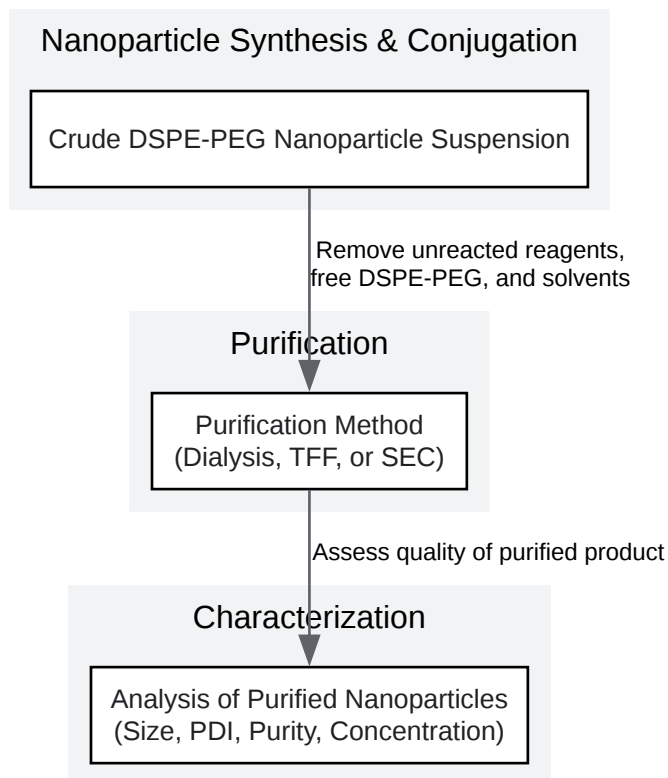 Nanoparticle Synthesis & Conjugation
Crude DSPE-PEG Nanoparticle Suspension
Remove unreacted reagents,
free DSPE-PEG, and solvents
Purification
Purification Method
(Dialysis, TFF, or SEC)
Assess quality of purified product
Characterization
Analysis of Purified Nanoparticles
(Size, PDI, Purity, Concentration)